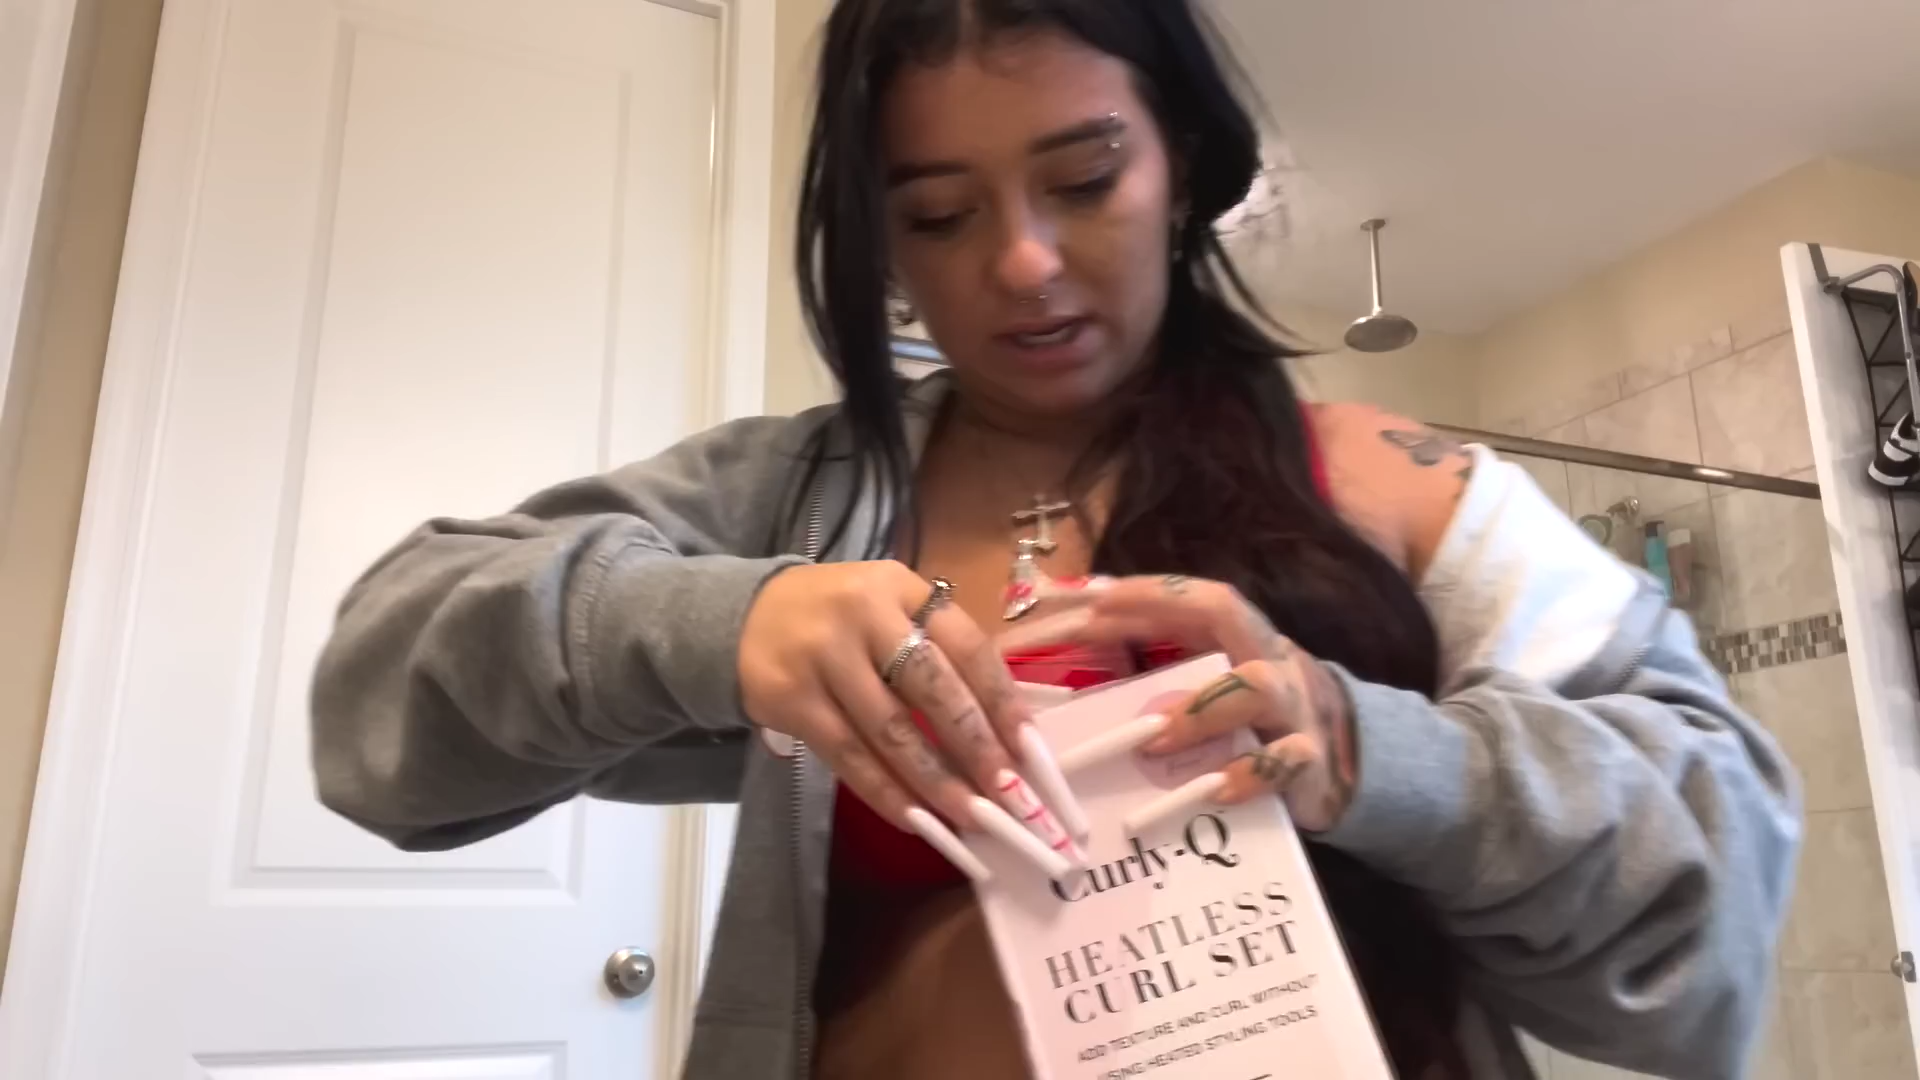 Curly-Q
HEATLESS
CURL SET
ADD TEXTURE AND CURL WITHOUT
USING HEATED STYLING TOOLS